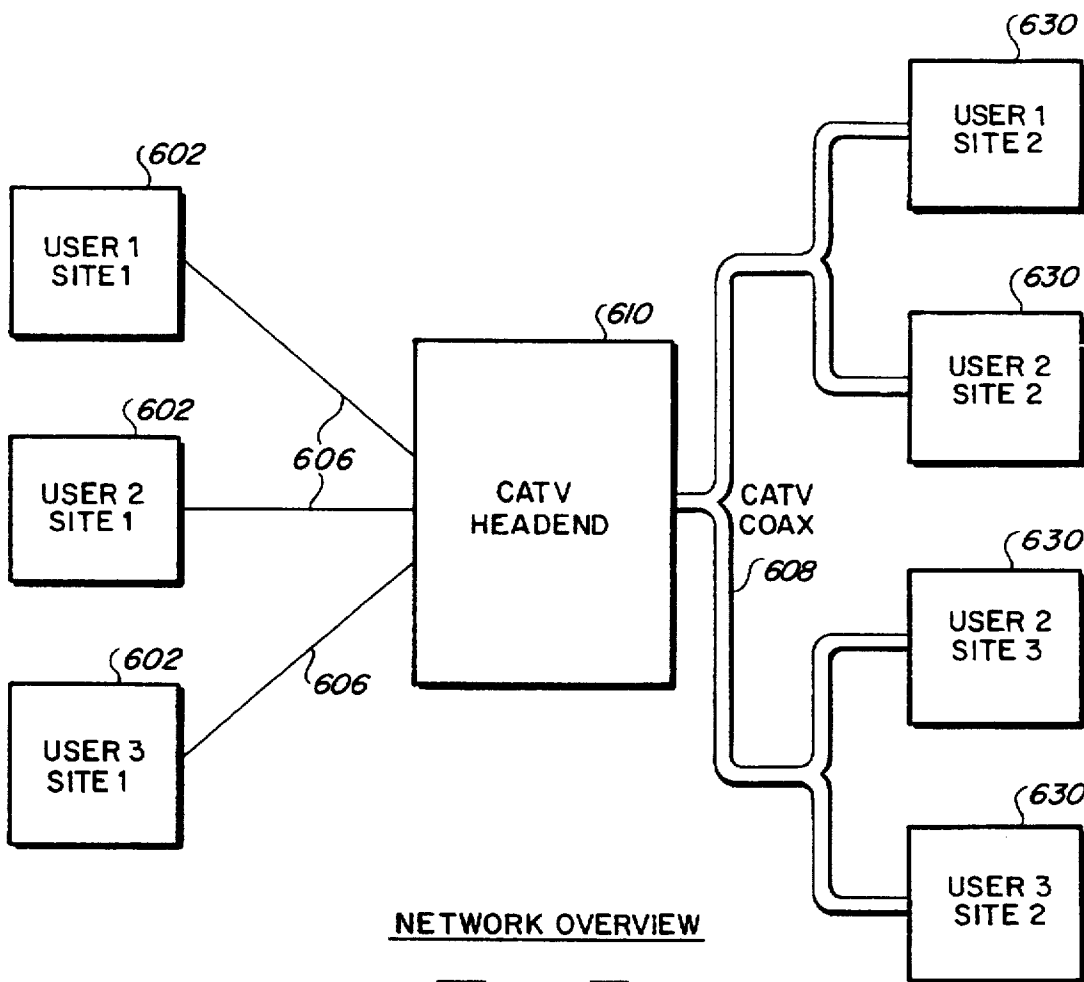 630
USER 1
SITE 2
602
USER 1
SITE 1
630
610
USER 2
SITE 2
602
606
USER 2
SITE 1
CATV
HEADEND
CATV
COAX
630
608
USER 2
SITE 3
602
606
USER 3
SITE 1
630
USER 3
SITE 2
NETWORK OVERVIEW